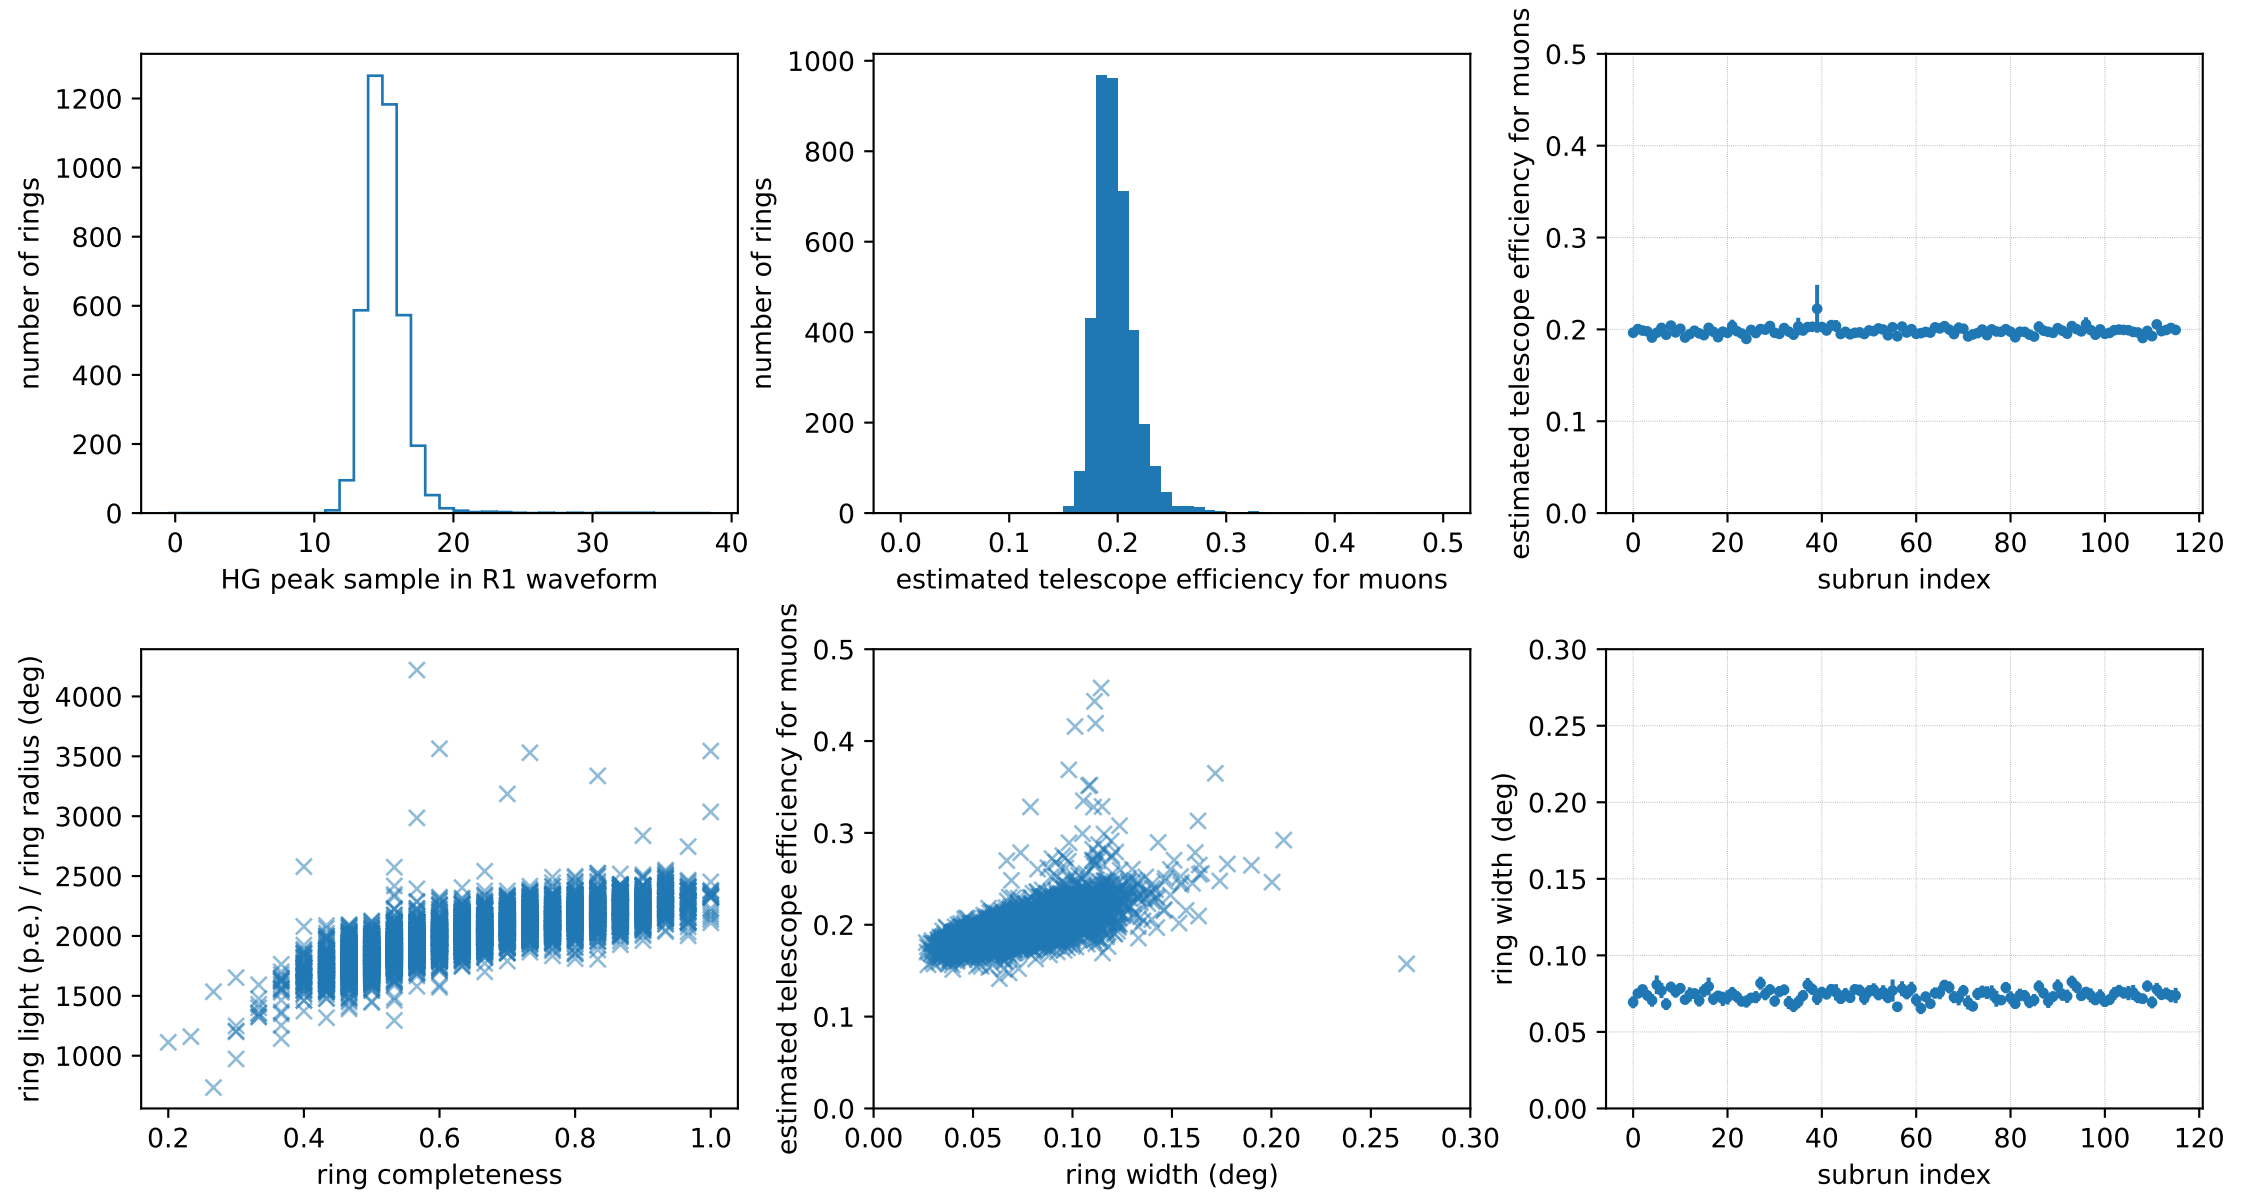 1200
1000
800
600
400
200
0
number of rings
0 10 20 30 40
HG peak sample in R1 waveform
1000
800
600
400
200
0
number of rings
0.0 0.1 0.2 0.3 0.4 0.5
estimated telescope efficiency for muons
0.5
0.4
0.3
0.2
0.1
0.0
estimated telescope efficiency for muons
0 20 40 60 80 100 120
subrun index
4000
3500
3000
2500
2000
1500
1000
ring light (p.e.) / ring radius (deg)
0.2 0.4 0.6 0.8 1.0
ring completeness
0.5
0.4
0.3
0.2
0.1
0.0
estimated telescope efficiency for muons
0.00 0.05 0.10 0.15 0.20 0.25 0.30
ring width (deg)
0.30
0.25
0.20
0.15
0.10
0.05
0.00
ring width (deg)
0 20 40 60 80 100 120
subrun index